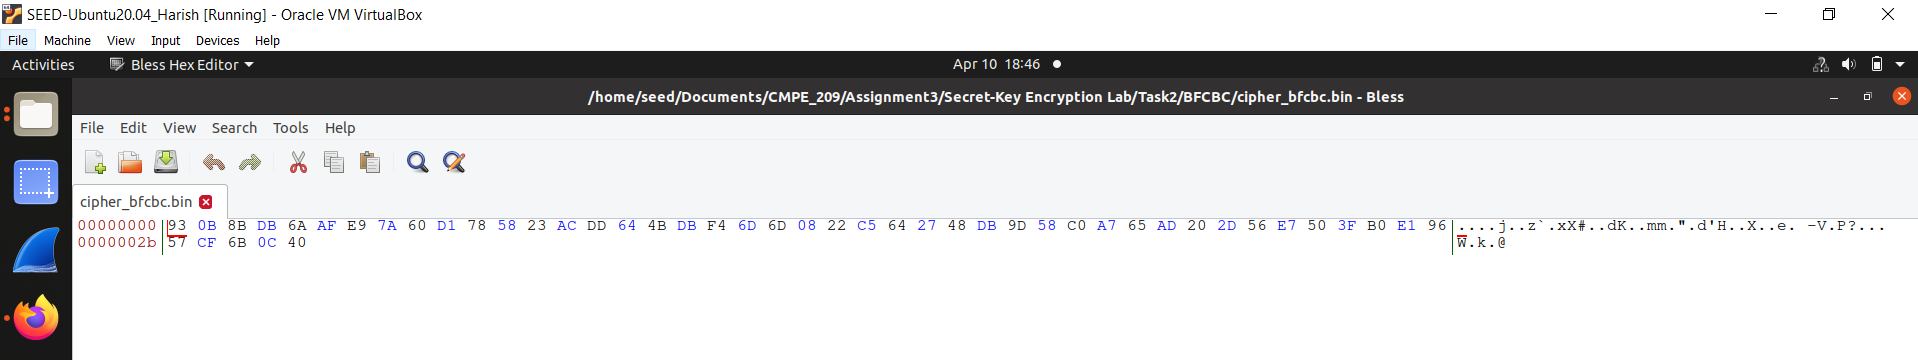 SEED-Ubuntu20.04_Harish [Running] - Oracle VM VirtualBox
File Machine View Input Devices Help
Activities Bless Hex Editor Apr 10 18:46
/home/seed/Documents/CMPE_209/Assignment3/Secret-Key Encryption Lab/Task2/BFCBC/cipher_bfcbc.bin - Bless
File Edit View Search Tools Help
cipher_bfcbc.bin
00000000 93 0B 8B DB 6A AF E9 7A 60 D1 78 58 23 AC DD 64 4B DB F4 6D 6D 08 22 C5 64 27 48 DB 9D 58 C0 A7 65 AD 20 2D 56 E7 50 3F B0 E1 96 ....j..z`.xX#..dK..mm.".d'H..X..e. -V.P?...
0000002b 57 CF 6B 0C 40 W.k.@